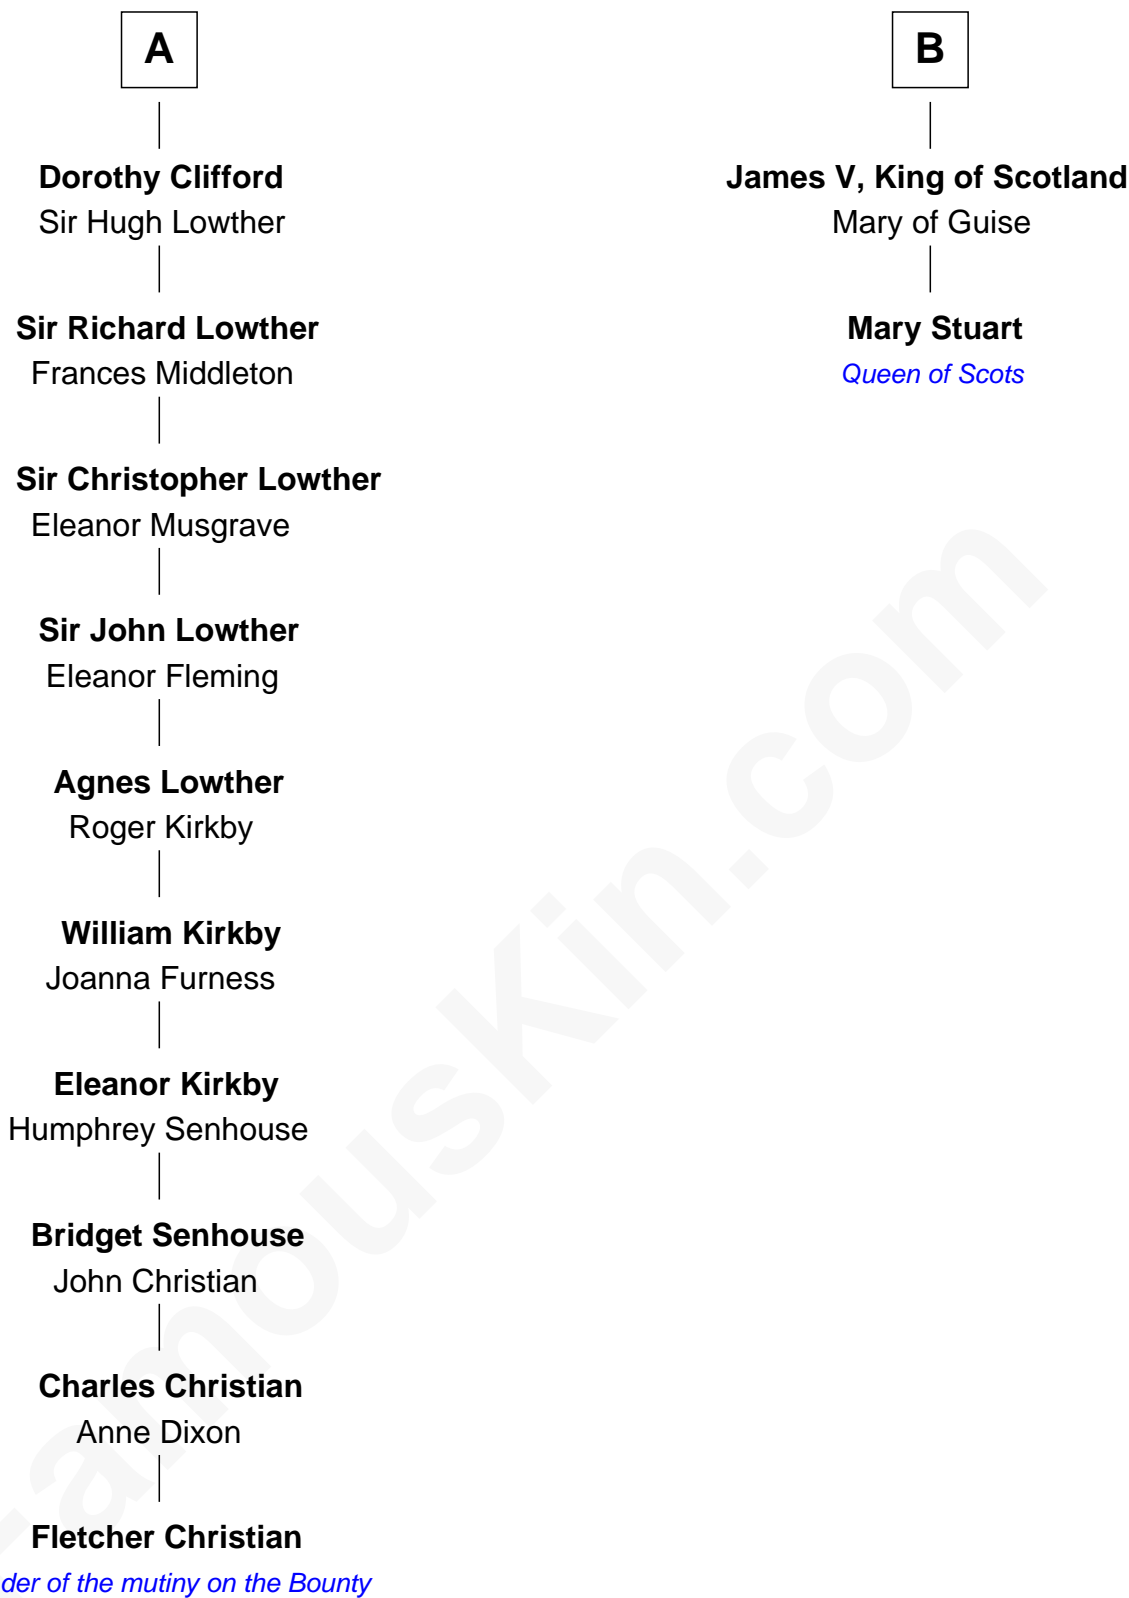 A
Dorothy Clifford
Sir Hugh Lowther
Sir Richard Lowther
Frances Middleton
Sir Christopher Lowther
Eleanor Musgrave
Sir John Lowther
Eleanor Fleming
Agnes Lowther
Roger Kirkby
William Kirkby
Joanna Furness
Eleanor Kirkby
Humphrey Senhouse
Bridget Senhouse
John Christian
Charles Christian
Anne Dixon
Fletcher Christian
der of the mutiny on the Bounty
B
James V, King of Scotland
Mary of Guise
Mary Stuart
Queen of Scots
FamousKin.com